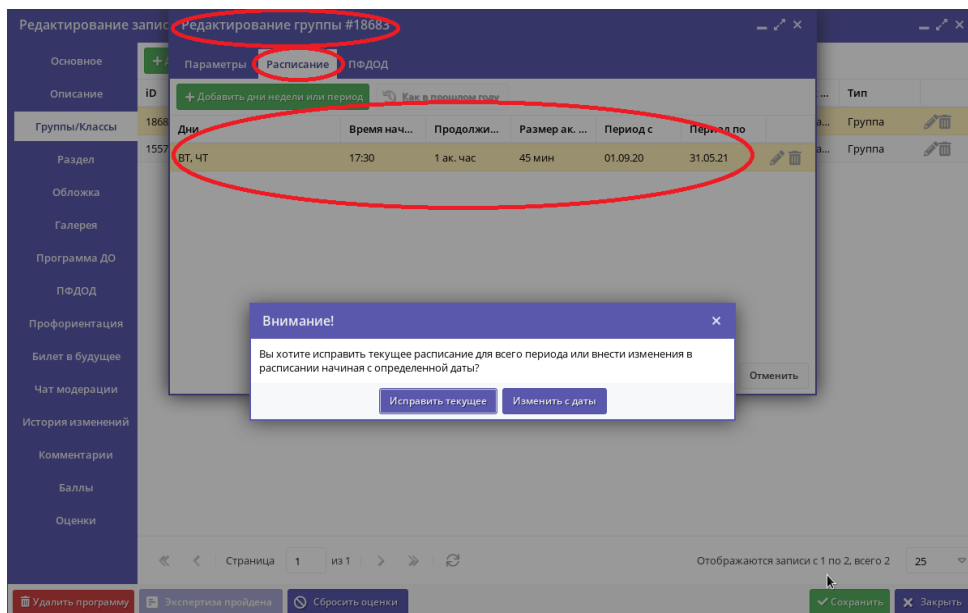 Редактирование запис
Редактирование группы #18683
Основное
Описание
Группы/Классы
Раздел
Обложка
Галерея
Программа ДО
ПФДОД
Профориентация
Билет в будущее
Чат модерации
История изменений
Комментарии
Баллы
Оценки
Параметры Расписание ПФДОД
+ Добавить дни недели или период Как в прошлом году
iD ... Тип
Дни Время нач... Продолжи... Размер ак. ... Период с Период по
1868 а... Группа
1557 а... Группа
ВТ, ЧТ 17:30 1 ак. час 45 мин 01.09.20 31.05.21
Внимание!
Вы хотите исправить текущее расписание для всего периода или внести изменения в
расписании начиная с определенной даты?
Исправить текущее Изменить с даты
Отменить
Страница 1 из 1
Отображаются записи с 1 по 2, всего 2 25
Удалить программу Экспертиза пройдена Сбросить оценки Сохранить Закрыть